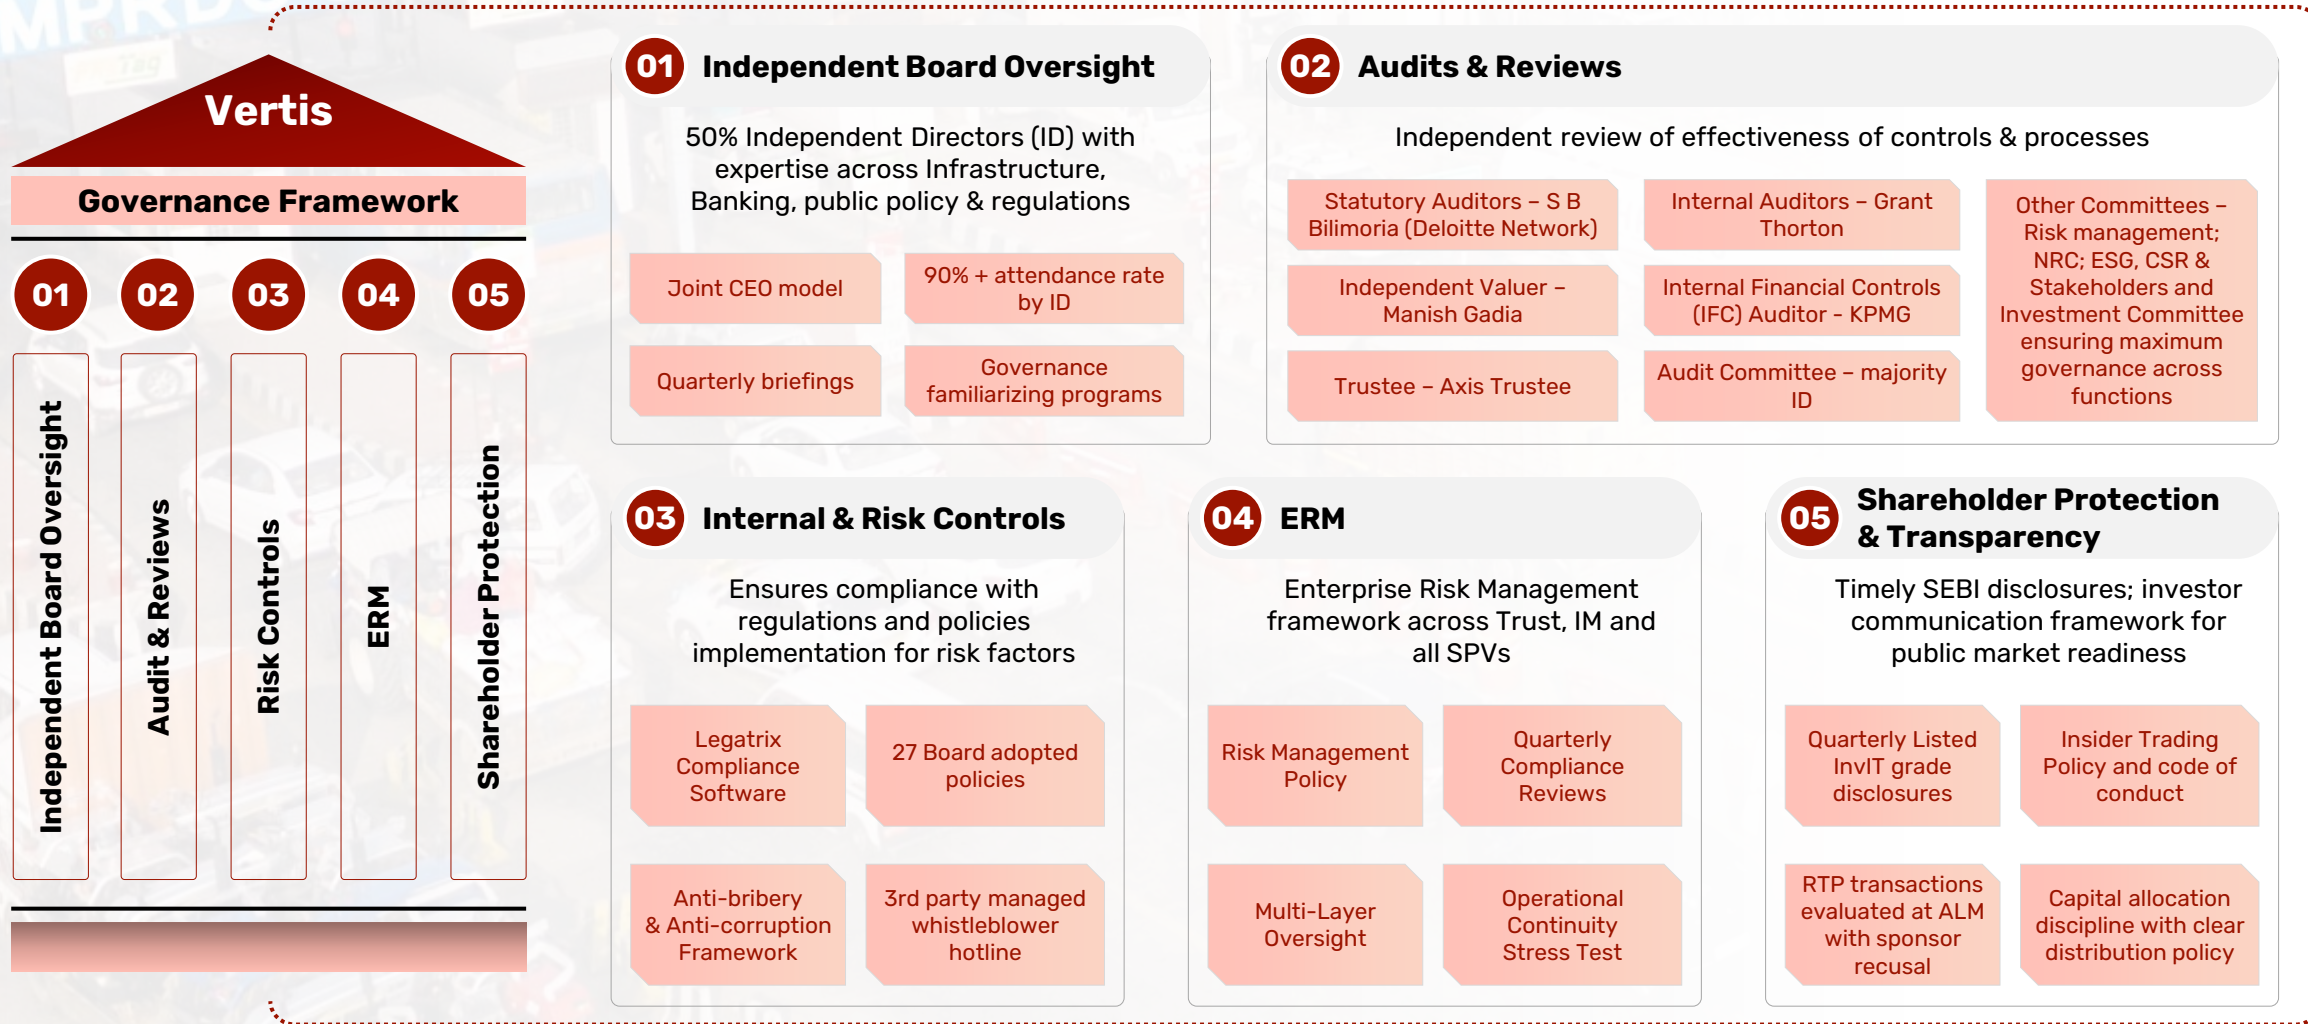 Vertis
Governance Framework
01
02
03
04
05
Independent Board Oversight
Audit & Reviews
Risk Controls
ERM
Shareholder Protection
01
Independent Board Oversight
50% Independent Directors (ID) with
expertise across Infrastructure,
Banking, public policy & regulations
Joint CEO model
90% + attendance rate
by ID
Quarterly briefings
Governance
familiarizing programs
02
Audits & Reviews
Independent review of effectiveness of controls & processes
Statutory Auditors – S B
Bilimoria (Deloitte Network)
Internal Auditors – Grant
Thorton
Independent Valuer –
Manish Gadia
Internal Financial Controls
(IFC) Auditor - KPMG
Trustee – Axis Trustee
Audit Committee – majority
ID
Other Committees –
Risk management;
NRC; ESG, CSR &
Stakeholders and
Investment Committee
ensuring maximum
governance across
functions
03
Internal & Risk Controls
Ensures compliance with
regulations and policies
implementation for risk factors
Legatrix
Compliance
Software
27 Board adopted
policies
Anti-bribery
& Anti-corruption
Framework
3rd party managed
whistleblower
hotline
04
ERM
Enterprise Risk Management
framework across Trust, IM and
all SPVs
Risk Management
Policy
Quarterly
Compliance
Reviews
Multi-Layer
Oversight
Operational
Continuity
Stress Test
05
Shareholder Protection
& Transparency
Timely SEBI disclosures; investor
communication framework for
public market readiness
Quarterly Listed
InvIT grade
disclosures
Insider Trading
Policy and code of
conduct
RTP transactions
evaluated at ALM
with sponsor
recusal
Capital allocation
discipline with clear
distribution policy